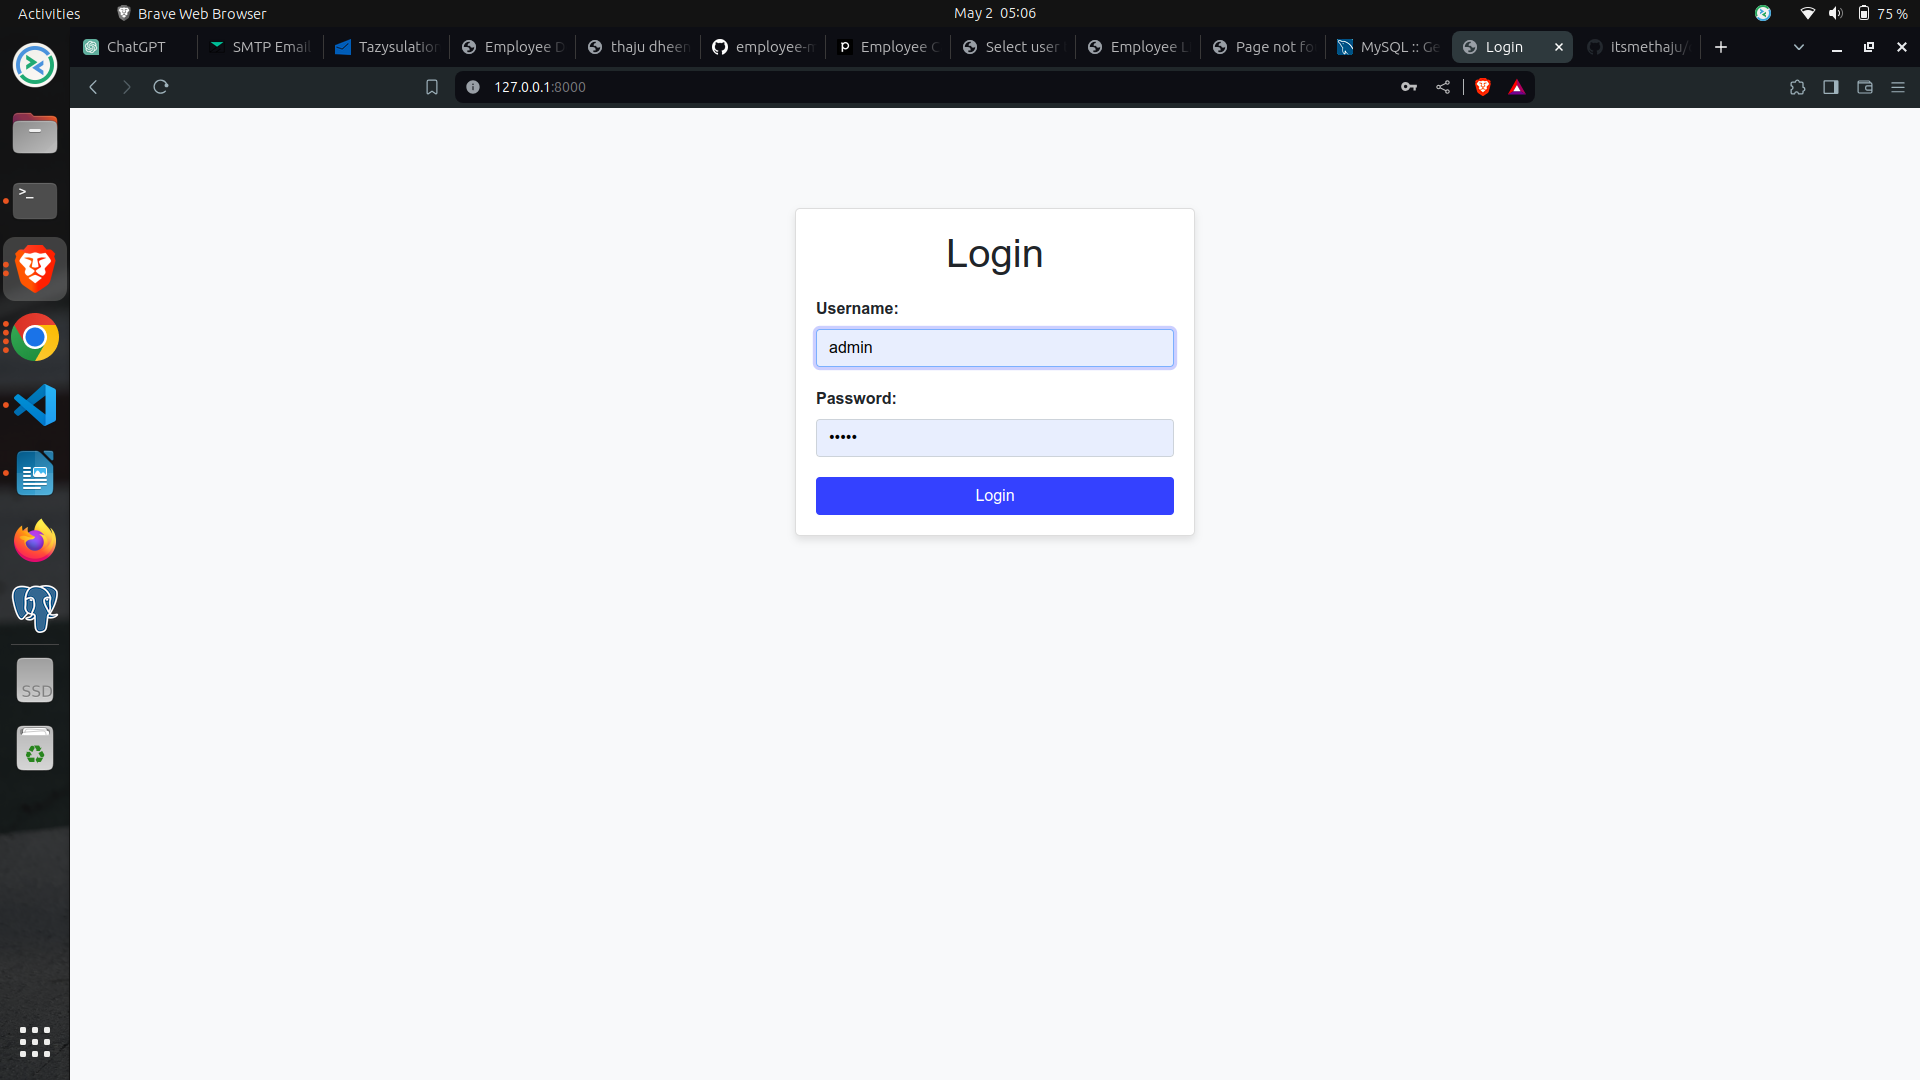 Activities
Brave Web Browser
May 2 05:06
75 %
ChatGPT
SMTP Email
Tazysulation
Employee D
thaju dheen
employee-m
Employee C
Select user
Employee L
Page not fo
MySQL :: Ge
Login
itsmethaju/
127.0.0.1:8000
Login
Username:
admin
Password:
•••••
Login
>_
SSD